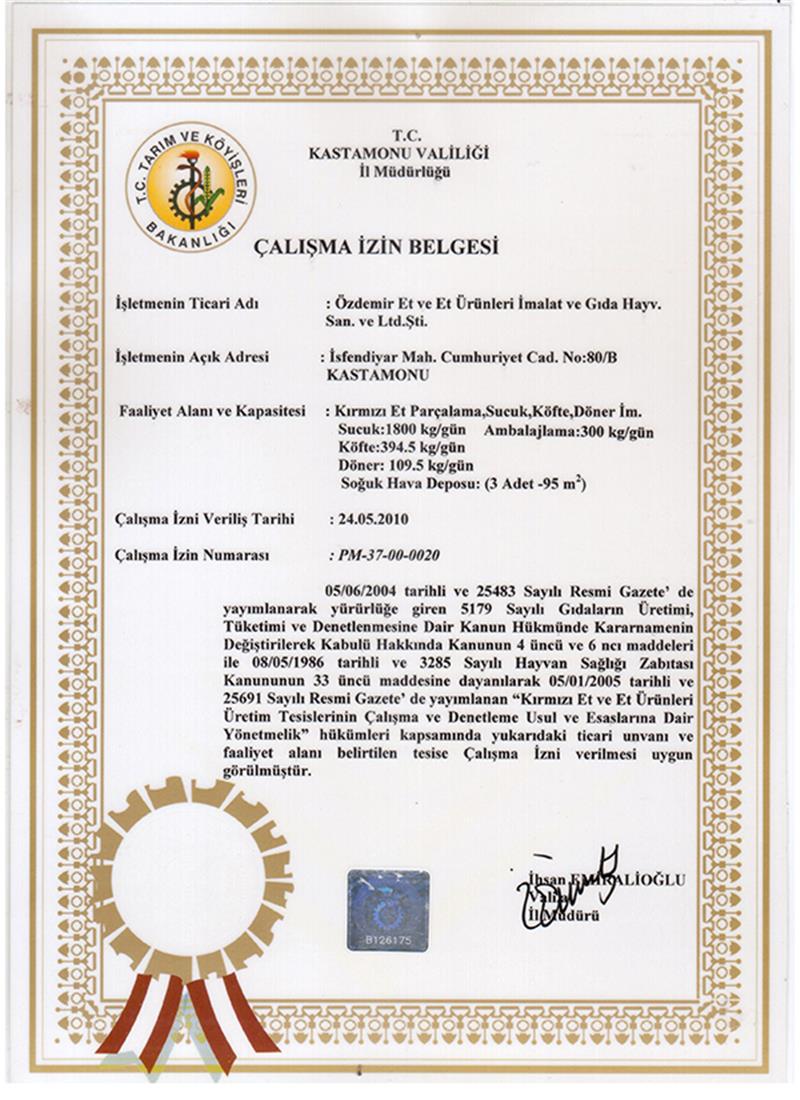 T.C. TARIM VE KÖYİŞLERİ
BAKANLIĞI
T.C.
KASTAMONU VALİLİĞİ
İl Müdürlüğü
ÇALIŞMA İZİN BELGESİ
İşletmenin Ticari Adı : Özdemir Et ve Et Ürünleri İmalat ve Gıda Hayv.
San. ve Ltd.Şti.
İşletmenin Açık Adresi : İsfendiyar Mah. Cumhuriyet Cad. No:80/B
KASTAMONU
Faaliyet Alanı ve Kapasitesi : Kırmızı Et Parçalama,Sucuk,Köfte,Döner İm.
Sucuk:1800 kg/gün Ambalajlama:300 kg/gün
Köfte:394.5 kg/gün
Döner: 109.5 kg/gün
Soğuk Hava Deposu: (3 Adet -95 m²)
Çalışma İzni Veriliş Tarihi : 24.05.2010
Çalışma İzin Numarası : PM-37-00-0020
05/06/2004 tarihli ve 25483 Sayılı Resmi Gazete’ de
yayımlanarak yürürlüğe giren 5179 Sayılı Gıdaların Üretimi,
Tüketimi ve Denetlenmesine Dair Kanun Hükmünde Kararnamenin
Değiştirilerek Kabulü Hakkında Kanunun 4 üncü ve 6 ncı maddeleri
ile 08/05/1986 tarihli ve 3285 Sayılı Hayvan Sağlığı Zabıtası
Kanununun 33 üncü maddesine dayanılarak 05/01/2005 tarihli ve
25691 Sayılı Resmi Gazete’ de yayımlanan “Kırmızı Et ve Et Ürünleri
Üretim Tesislerinin Çalışma ve Denetleme Usul ve Esaslarına Dair
Yönetmelik” hükümleri kapsamında yukarıdaki ticari unvanı ve
faaliyet alanı belirtilen tesise Çalışma İzni verilmesi uygun
görülmüştür.
İhsan EMİRALİOĞLU
Vali a.
İl Müdürü
B126175